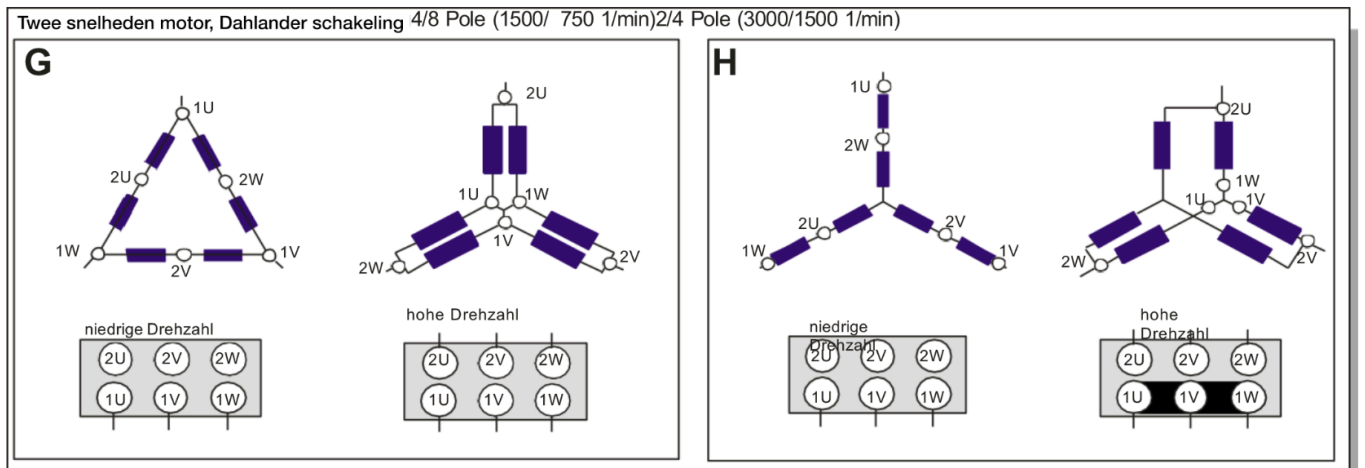 Twee snelheden motor, Dahlander schakeling 4/8 Pole (1500/ 750 1/min)2/4 Pole (3000/1500 1/min)
G
1U
2U
2W
1W
2V
1V
2U
1U
1W
1V
2W
2V
niedrige Drehzahl
2U 2V 2W
1U 1V 1W
hohe Drehzahl
2U 2V 2W
1U 1V 1W
H
1U
2W
2U
2V
1W
1V
2U
1W
1U
1V
2W
2V
niedrige
Drehzahl
2U 2V 2W
1U 1V 1W
hohe
Drehzahl
2U 2V 2W
1U 1V 1W